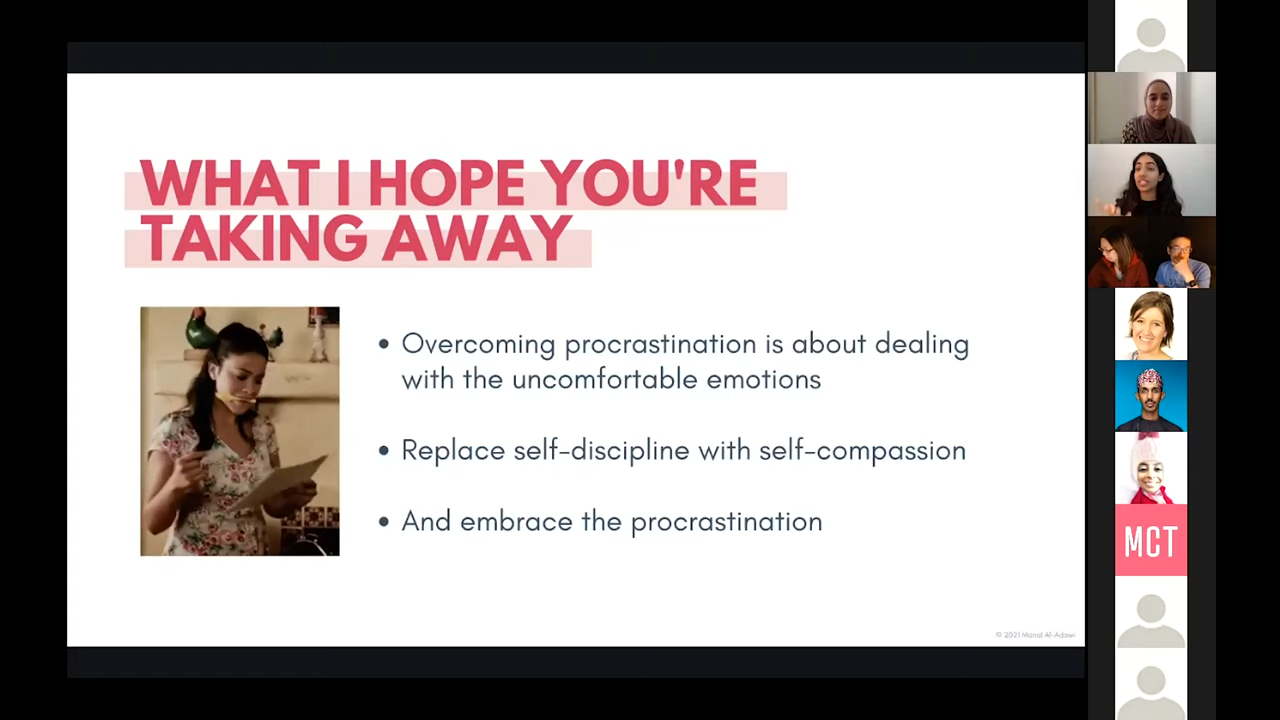 WHAT I HOPE YOU'RE
TAKING AWAY
• Overcoming procrastination is about dealing
with the uncomfortable emotions
• Replace self-discipline with self-compassion
• And embrace the procrastination
© 2021 Manal Al-Adawi
MCT